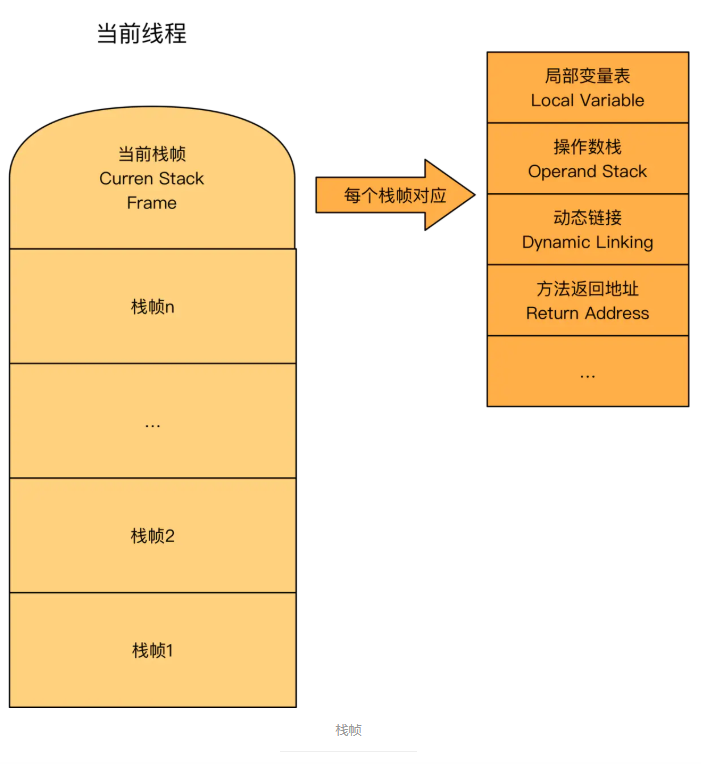 当前线程
当前栈帧
Curren Stack
Frame
栈帧n
...
栈帧2
栈帧1
每个栈帧对应
局部变量表
Local Variable
操作数栈
Operand Stack
动态链接
Dynamic Linking
方法返回地址
Return Address
...
栈帧